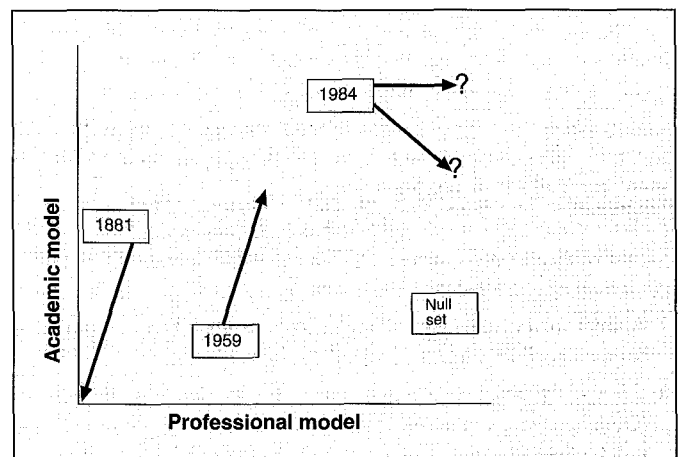 1984
?
?
1881
Academic model
Null
set
1959
Professional model